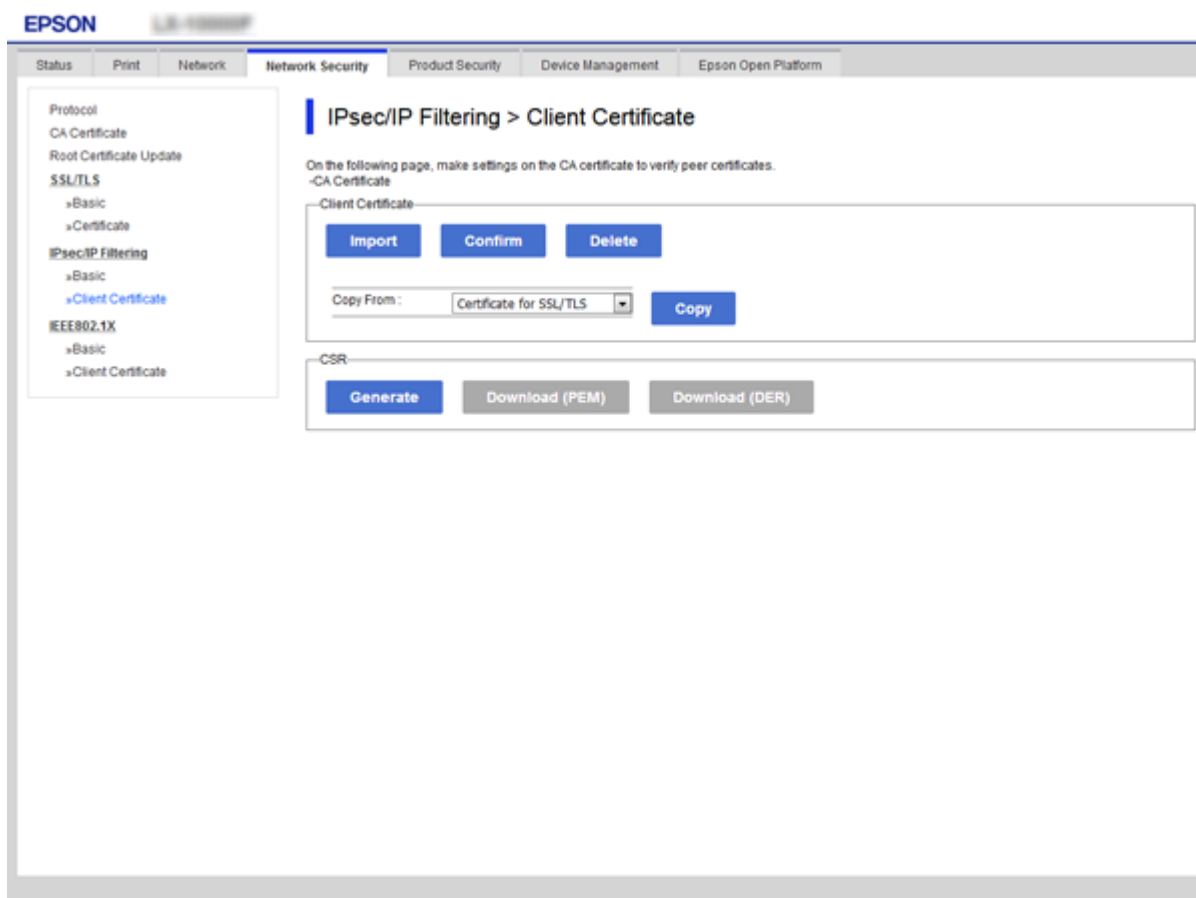 EPSON
Status Print Network Network Security Product Security Device Management Epson Open Platform
Protocol
CA Certificate
Root Certificate Update
SSL/TLS
»Basic
»Certificate
IPsec/IP Filtering
»Basic
»Client Certificate
IEEE802.1X
»Basic
»Client Certificate
IPsec/IP Filtering > Client Certificate
On the following page, make settings on the CA certificate to verify peer certificates.
-CA Certificate
Client Certificate
Import Confirm Delete
Copy From : Certificate for SSL/TLS Copy
CSR
Generate Download (PEM) Download (DER)